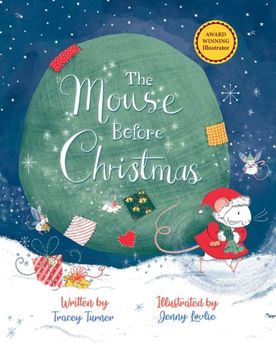 AWARD
WINNING
Illustrator
The
Mouse
Before
Christmas
Written by
Tracey Turner
Illustrated by
Jenny Løvlie